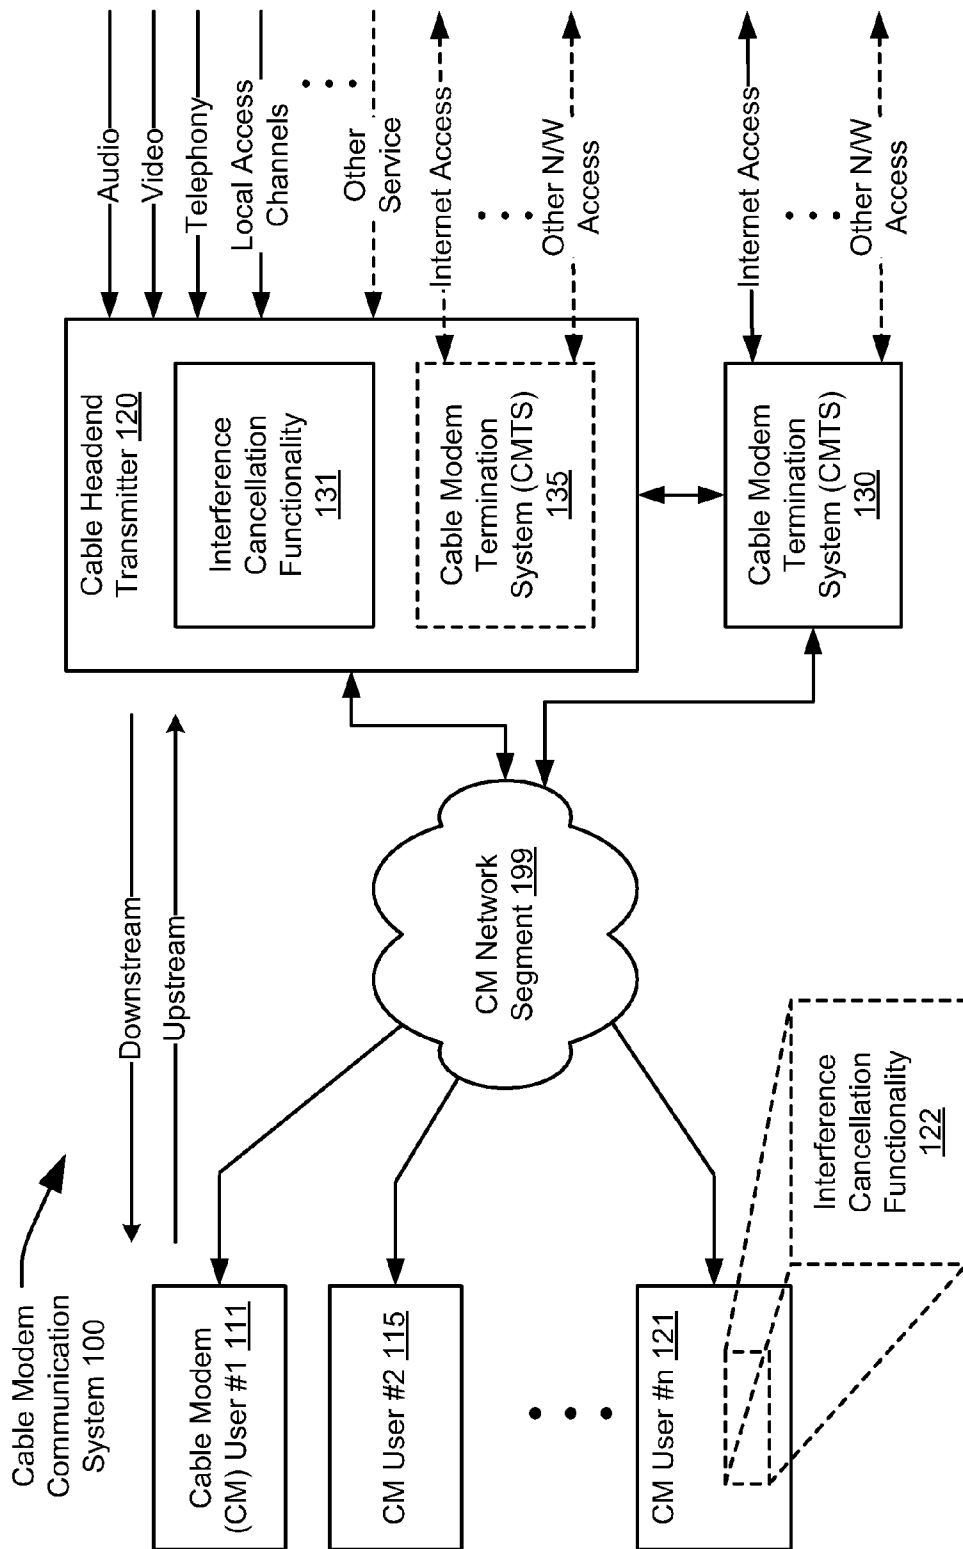 Cable Modem
Communication
System 100
Downstream
Upstream
Cable Modem
(CM) User #1 111
CM User #2 115
CM User #n 121
Interference
Cancellation
Functionality
122
CM Network
Segment 199
Cable Headend
Transmitter 120
Interference
Cancellation
Functionality
131
Cable Modem
Termination
System (CMTS)
135
Cable Modem
Termination
System (CMTS)
130
Audio
Video
Telephony
Local Access
Channels
Other
Service
Internet Access
Other N/W
Access
Internet Access
Other N/W
Access